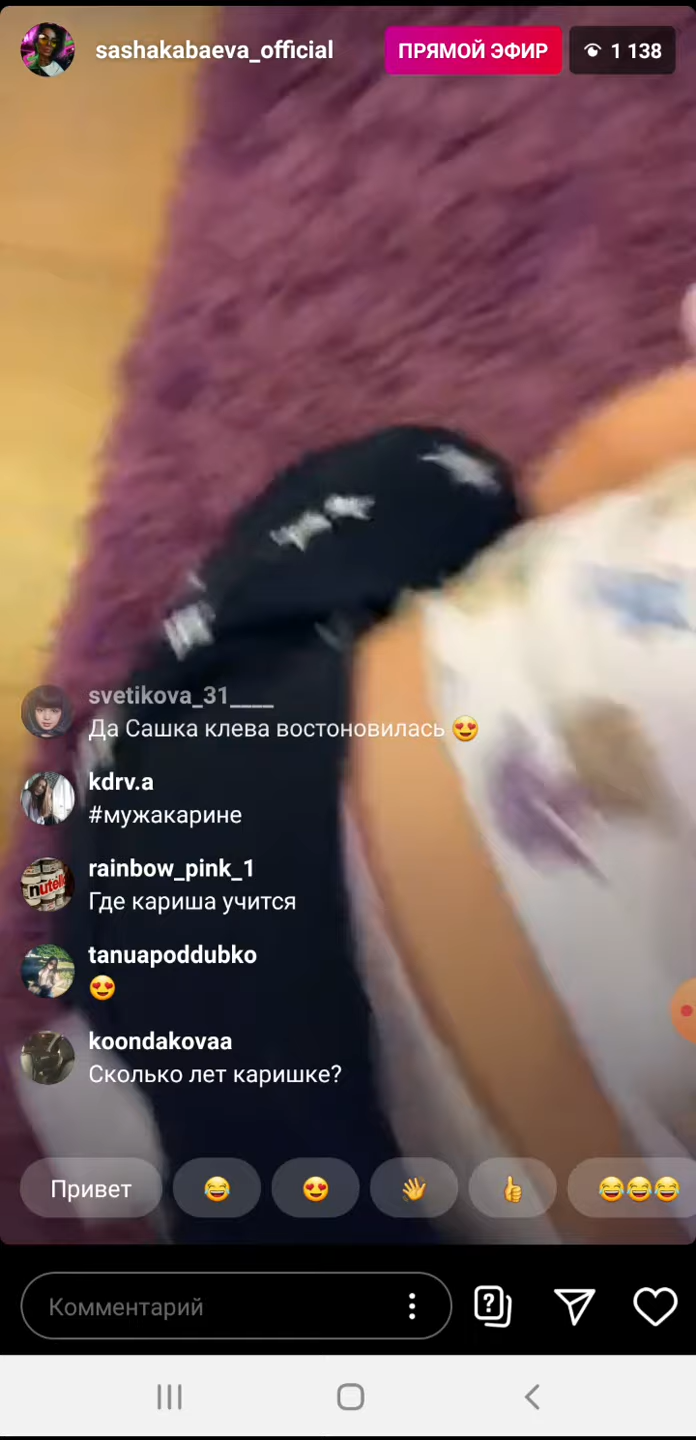 sashakabaeva_official
ПРЯМОЙ ЭФИР
1 138
svetikova_31____
Да Сашка клева востоновилась 😍
kdrv.a
#мужакарине
rainbow_pink_1
Где кариша учится
tanuapoddubko
😍
koondakovaa
Сколько лет каришке?
Привет 😂 😍 👋 👍 😂😂😂
Комментарий